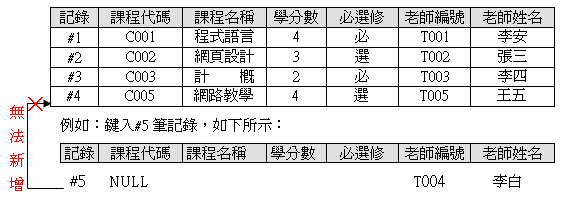 記錄 課程代碼 課程名稱 學分數 必選修 老師編號 老師姓名
#1 C001 程式語言 4 必 T001 李安
#2 C002 網頁設計 3 選 T002 張三
#3 C003 計 概 2 必 T003 李四
#4 C005 網路教學 4 選 T005 王五
無法新增
例如：鍵入#5筆記錄，如下所示：
記錄 課程代碼 課程名稱 學分數 必選修 老師編號 老師姓名
#5 NULL T004 李白